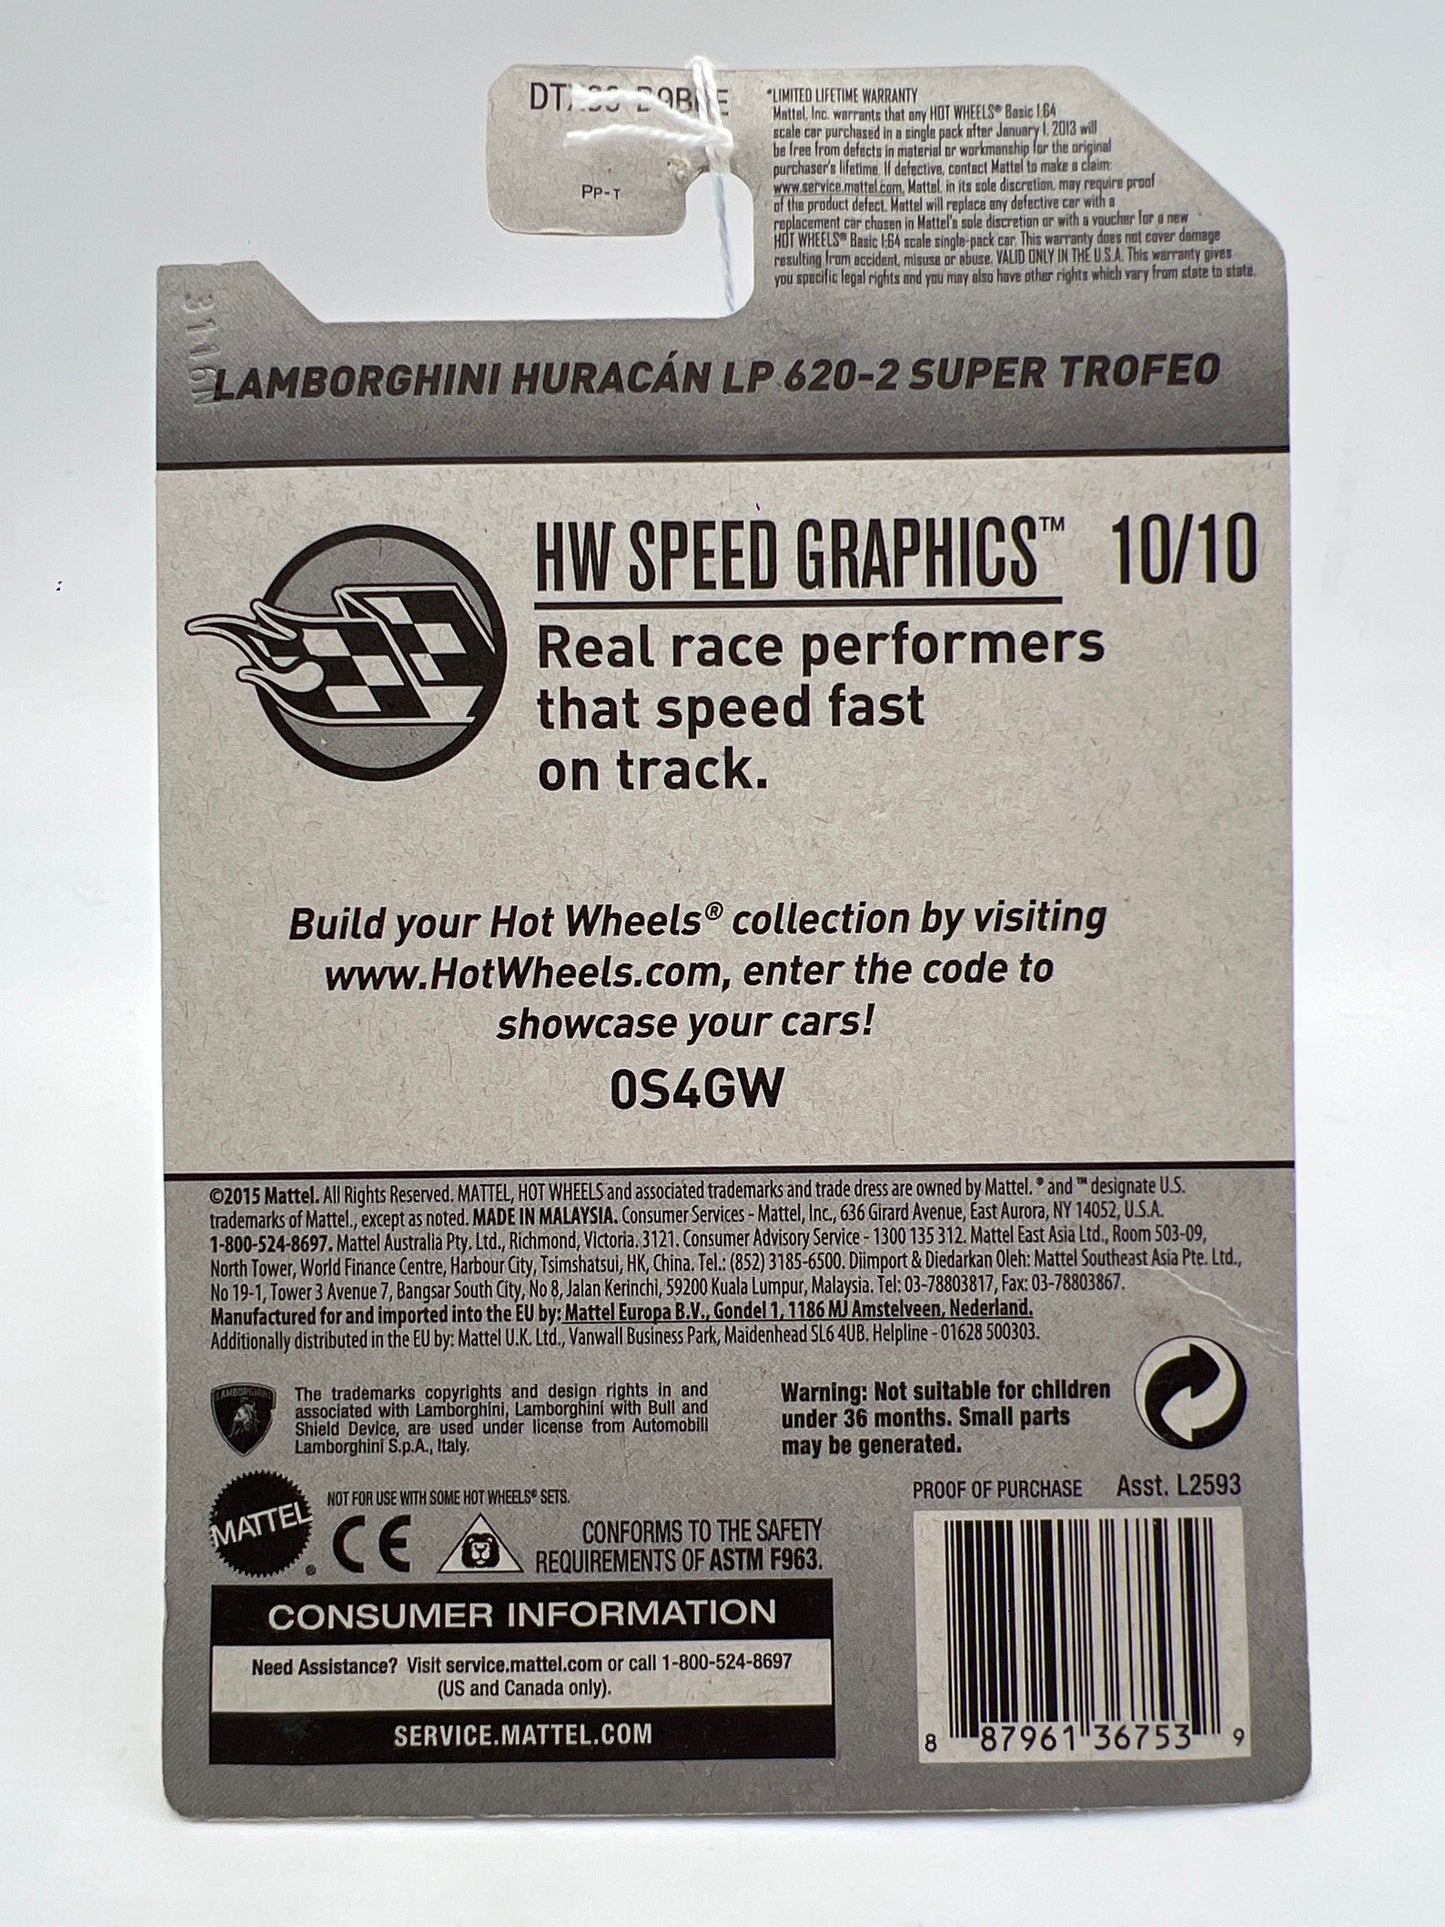 *LIMITED LIFETIME WARRANTY
Mattel, Inc. warrants that any HOT WHEELS® Basic 1:64
scale car purchased in a single pack after January 1, 2013 will
be free from defects in material or workmanship for the original
purchaser's lifetime. If defective, contact Mattel to make a claim:
www.service.mattel.com. Mattel, in its sole discretion, may require proof
of the product defect. Mattel will replace any defective car with a
replacement car chosen in Mattel's sole discretion or with a voucher for a new
HOT WHEELS® Basic 1:64 scale single-pack car. This warranty does not cover damage
resulting from accident, misuse or abuse. VALID ONLY IN THE U.S.A. This warranty gives
you specific legal rights and you may also have other rights which vary from state to state.
PP-T
LAMBORGHINI HURACÁN LP 620-2 SUPER TROFEO
HW SPEED GRAPHICS™ 10/10
Real race performers
that speed fast
on track.
Build your Hot Wheels® collection by visiting
www.HotWheels.com, enter the code to
showcase your cars!
0S4GW
©2015 Mattel. All Rights Reserved. MATTEL, HOT WHEELS and associated trademarks and trade dress are owned by Mattel. ® and ™ designate U.S.
trademarks of Mattel., except as noted. MADE IN MALAYSIA. Consumer Services - Mattel, Inc., 636 Girard Avenue, East Aurora, NY 14052, U.S.A.
1-800-524-8697. Mattel Australia Pty. Ltd., Richmond, Victoria. 3121. Consumer Advisory Service - 1300 135 312. Mattel East Asia Ltd., Room 503-09,
North Tower, World Finance Centre, Harbour City, Tsimshatsui, HK, China. Tel.: (852) 3185-6500. Diimport & Diedarkan Oleh: Mattel Southeast Asia Pte. Ltd.,
No 19-1, Tower 3 Avenue 7, Bangsar South City, No 8, Jalan Kerinchi, 59200 Kuala Lumpur, Malaysia. Tel: 03-78803817, Fax: 03-78803867.
Manufactured for and imported into the EU by: Mattel Europa B.V., Gondel 1, 1186 MJ Amstelveen, Nederland.
Additionally distributed in the EU by: Mattel U.K. Ltd., Vanwall Business Park, Maidenhead SL6 4UB. Helpline - 01628 500303.
LAMBORGHINI
The trademarks copyrights and design rights in and
associated with Lamborghini, Lamborghini with Bull and
Shield Device, are used under license from Automobili
Lamborghini S.p.A., Italy.
Warning: Not suitable for children
under 36 months. Small parts
may be generated.
MATTEL®
NOT FOR USE WITH SOME HOT WHEELS® SETS.
CE
CONFORMS TO THE SAFETY
REQUIREMENTS OF ASTM F963.
PROOF OF PURCHASE Asst. L2593
8 87961 36753 9
CONSUMER INFORMATION
Need Assistance? Visit service.mattel.com or call 1-800-524-8697
(US and Canada only).
SERVICE.MATTEL.COM